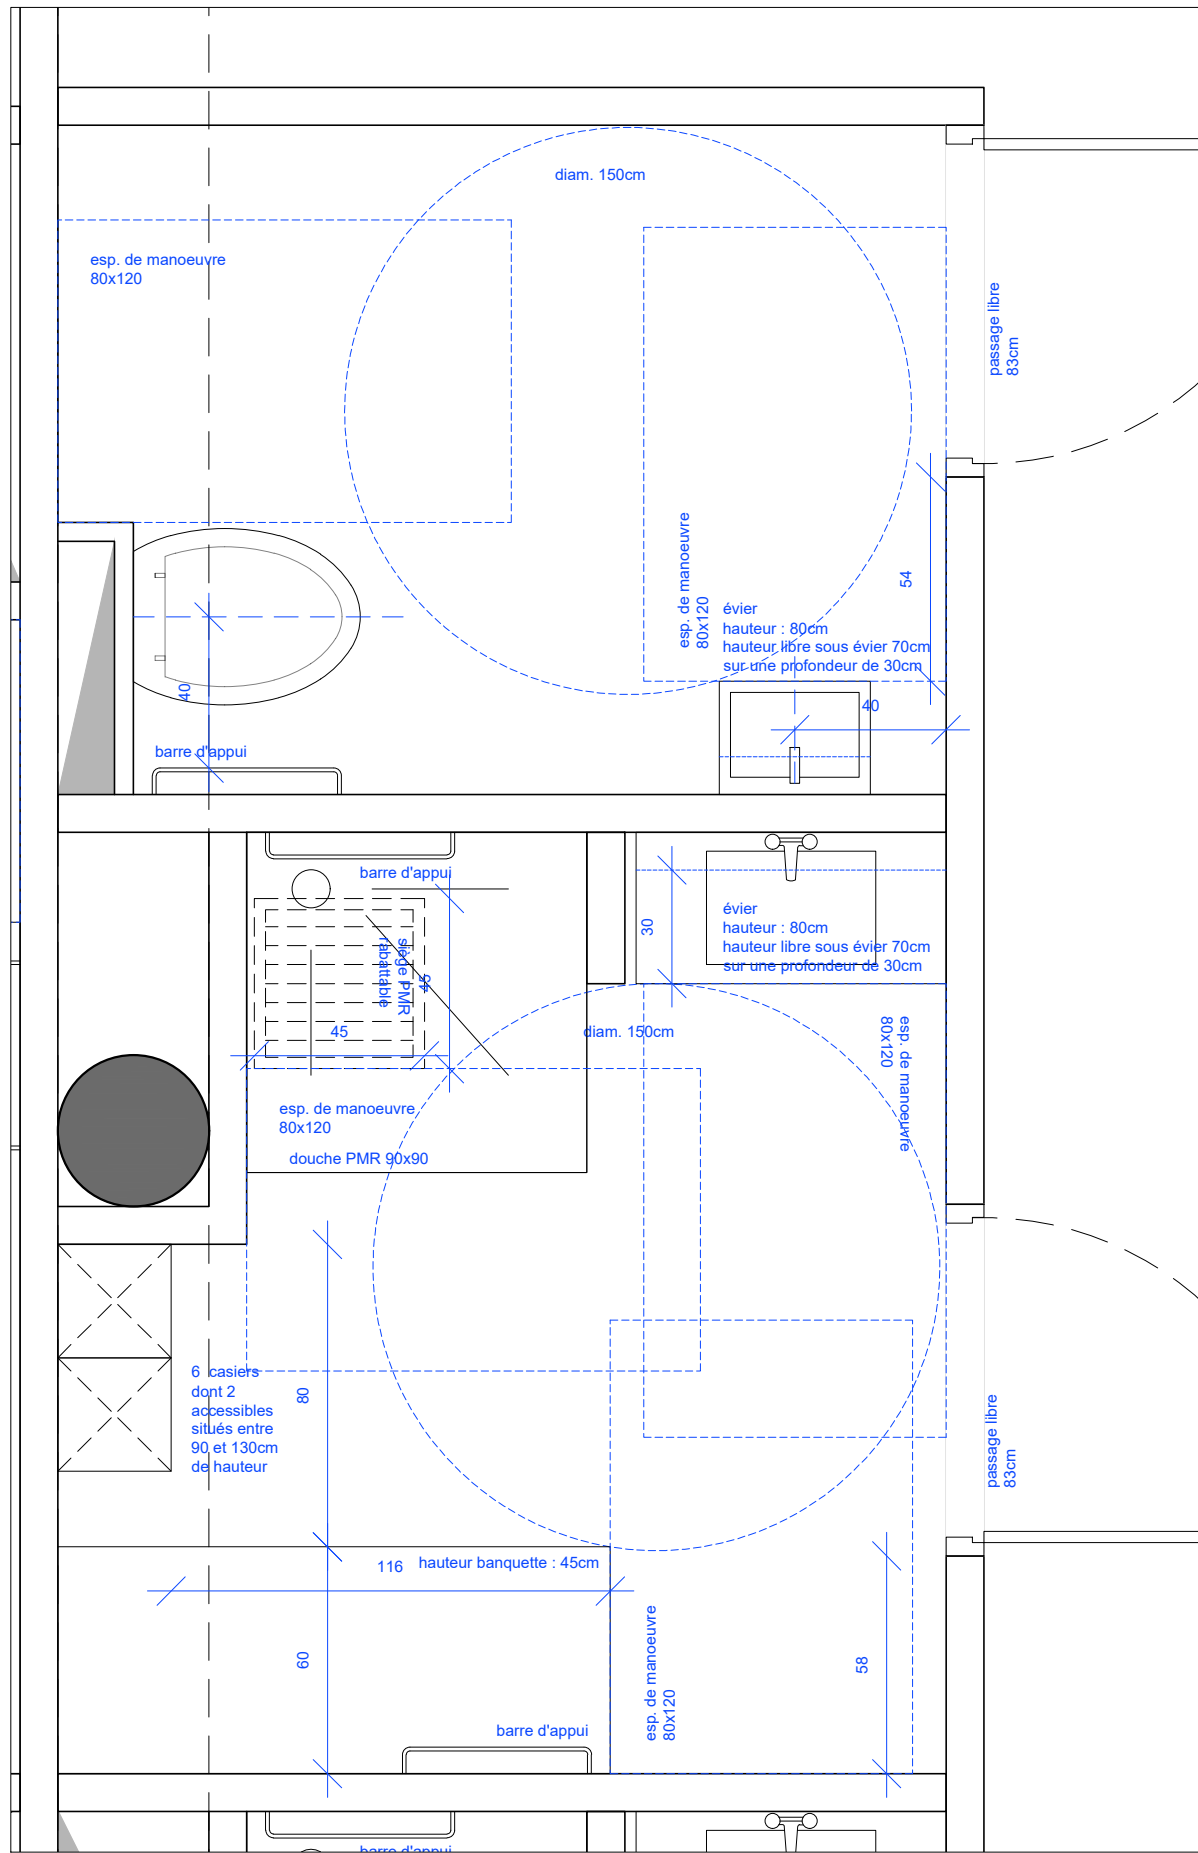 diam. 150cm
esp. de manoeuvre
80x120
passage libre
83cm
esp. de manoeuvre
80x120
54
évier
hauteur : 80cm
hauteur libre sous évier 70cm
sur une profondeur de 30cm
40
40
barre d'appui
barre d'appui
siège PMR
rabattable
45
45
30
évier
hauteur : 80cm
hauteur libre sous évier 70cm
sur une profondeur de 30cm
diam. 150cm
esp. de manoeuvre
80x120
esp. de manoeuvre
80x120
douche PMR 90x90
6 casiers
dont 2
accessibles
situés entre
90 et 130cm
de hauteur
80
passage libre
83cm
116
hauteur banquette : 45cm
60
esp. de manoeuvre
80x120
58
barre d'appui
barre d'appui